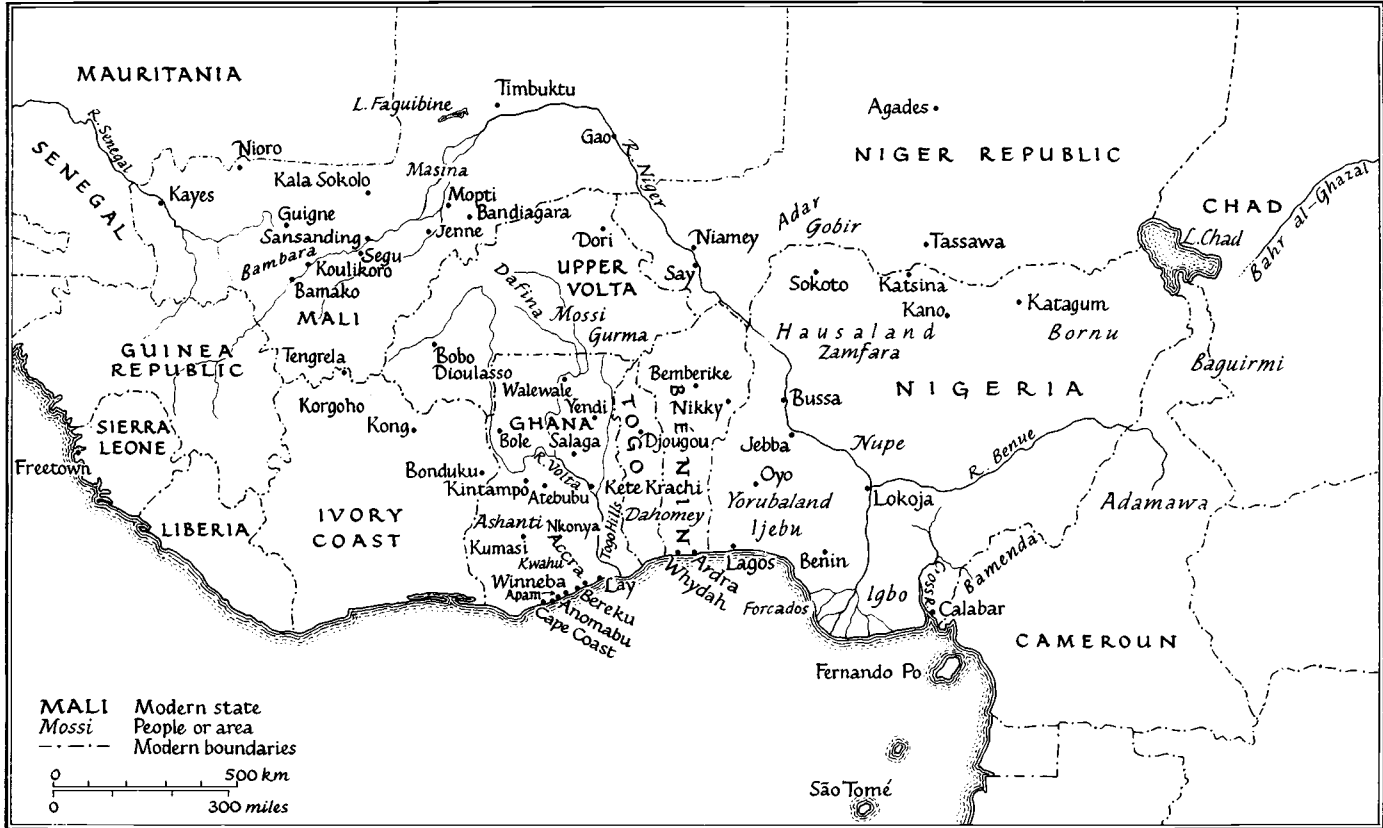 MAURITANIA
Timbuktu
L. Faguibine
Agades
R. Senegal
SENEGAL
Nioro
Gao
R. Niger
NIGER REPUBLIC
Kala Sokolo
Masina
Kayes
Mopti
Bandiagara
CHAD
Bahr al-Ghazal
Guigne
Sansanding
Jenne
Dori
Adar
Gobir
L. Chad
Bambara
Segu
Koulikoro
Niamey
Tassawa
Bamako
UPPER
VOLTA
Say
Sokoto
Katsina
MALI
Dafina
Mossi
Kano
Katagum
Gurma
Hausaland
Zamfara
Bornu
GUINEA
REPUBLIC
Tengrela
Bobo
Dioulasso
Baguirmi
Walewale
Bemberike
NIGERIA
Korgoho
Yendi
TOGO
BÉNIN
Nikky
Bussa
SIERRA
LEONE
Kong
GHANA
Bole
Salaga
Djougou
Jebba
Nupe
Freetown
Bonduku
R. Volta
Oyo
R. Benue
Kintampo
Atebubu
Kete Krachi
Yorubaland
Lokoja
Adamawa
LIBERIA
IVORY
COAST
Ashanti
Nkonya
Togo Hills
Dahomey
Ijebu
Kumasi
Kwahu
Accra
Lay
Whydah
Ardra
Lagos
Benin
Cross
Bamenda
Winneba
Apam
Bereku
Anomabu
Cape Coast
Forcados
Igbo
Calabar
CAMEROUN
Fernando Po
São Tomé
MALI Modern state
Mossi People or area
Modern boundaries
0 500 km
0 300 miles